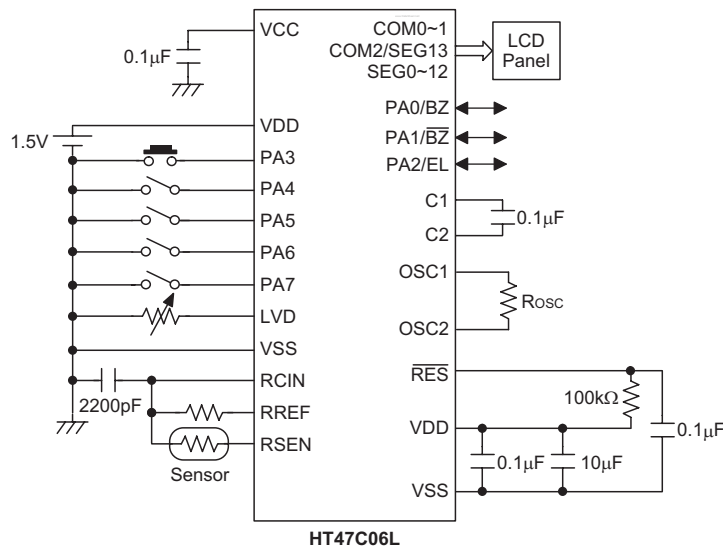 VCC
0.1µF
1.5V
VDD
PA3
PA4
PA5
PA6
PA7
LVD
VSS
RCIN
2200pF
RREF
RSEN
Sensor
COM0~1
COM2/SEG13
SEG0~12
LCD
Panel
PA0/BZ
PA1/B̅Z̅
PA2/EL
C1
0.1µF
C2
OSC1
ROSC
OSC2
R̅E̅S̅
100kΩ
VDD
0.1µF
10µF
0.1µF
VSS
HT47C06L